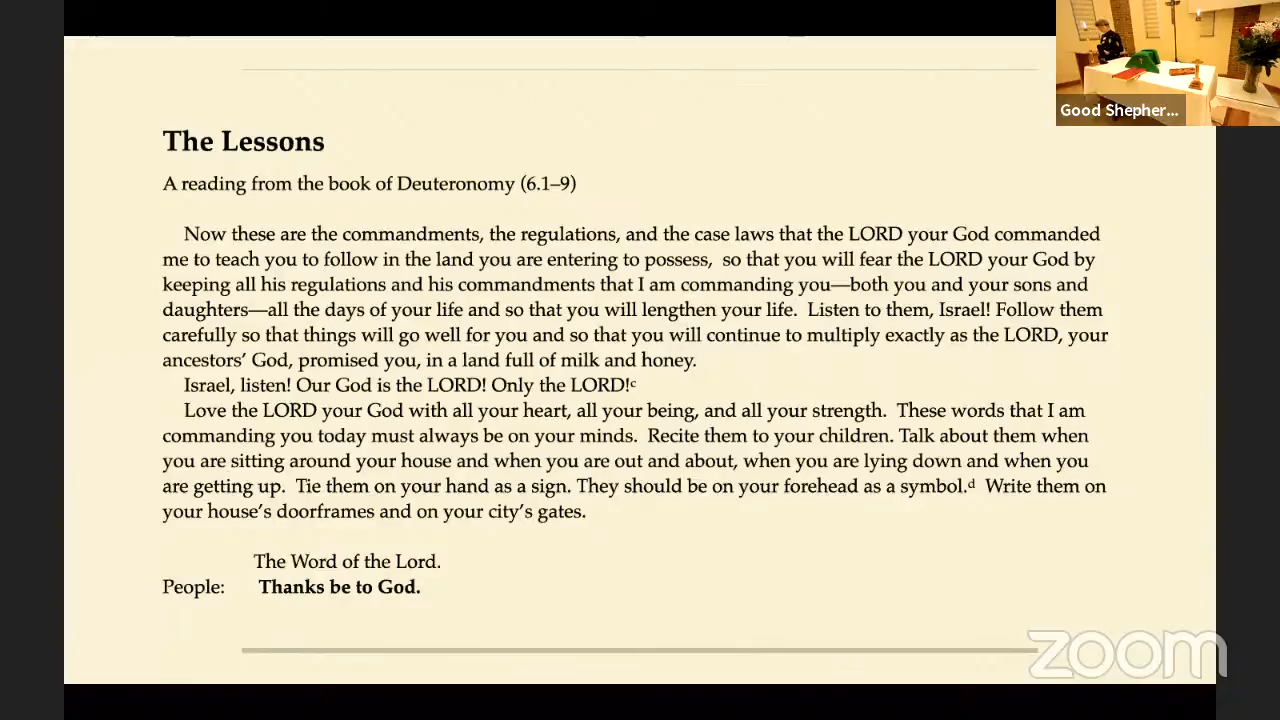 Good Shepher...
The Lessons
A reading from the book of Deuteronomy (6.1–9)
Now these are the commandments, the regulations, and the case laws that the LORD your God commanded
me to teach you to follow in the land you are entering to possess, so that you will fear the LORD your God by
keeping all his regulations and his commandments that I am commanding you—both you and your sons and
daughters—all the days of your life and so that you will lengthen your life. Listen to them, Israel! Follow them
carefully so that things will go well for you and so that you will continue to multiply exactly as the LORD, your
ancestors’ God, promised you, in a land full of milk and honey.
Israel, listen! Our God is the LORD! Only the LORD!ᶜ
Love the LORD your God with all your heart, all your being, and all your strength. These words that I am
commanding you today must always be on your minds. Recite them to your children. Talk about them when
you are sitting around your house and when you are out and about, when you are lying down and when you
are getting up. Tie them on your hand as a sign. They should be on your forehead as a symbol.ᵈ Write them on
your house’s doorframes and on your city’s gates.
The Word of the Lord.
People: Thanks be to God.
zoom